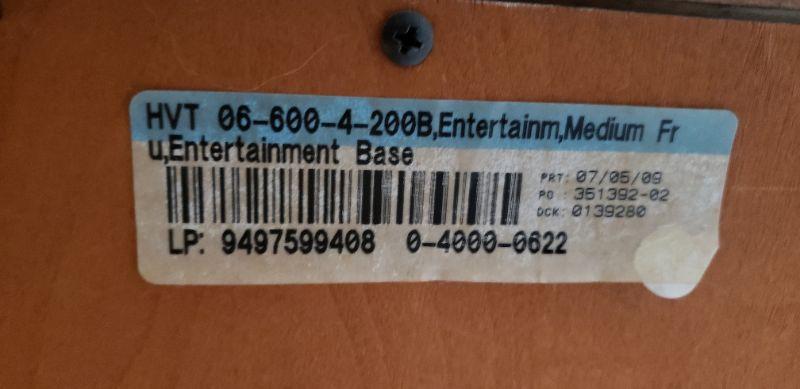 HVT 06-600-4-200B,Entertainm,Medium Fr
u,Entertainment Base
PRT: 07/05/09
PO : 351392-02
DCK: 0139280
LP: 9497599408 0-4000-0622